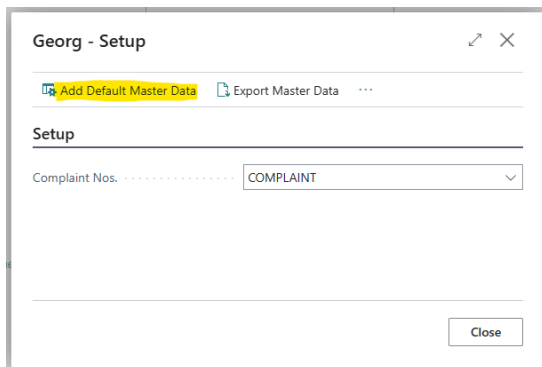 Georg - Setup
Add Default Master Data Export Master Data ...
Setup
Complaint Nos. COMPLAINT
Close